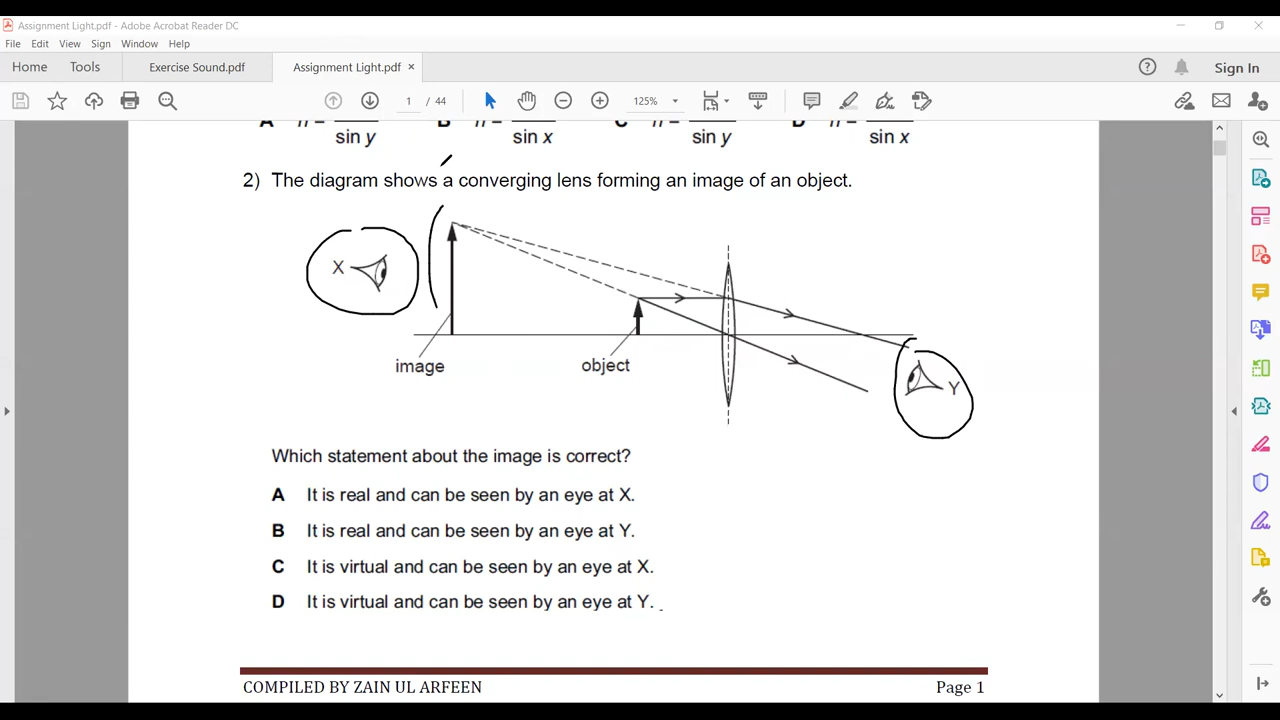 Assignment Light.pdf - Adobe Acrobat Reader DC
File Edit View Sign Window Help
Home Tools Exercise Sound.pdf Assignment Light.pdf × Sign In
1 / 44 125%
sin y sin x sin y sin x
2) The diagram shows a converging lens forming an image of an object.
X
image object
Y
Which statement about the image is correct?
A It is real and can be seen by an eye at X.
B It is real and can be seen by an eye at Y.
C It is virtual and can be seen by an eye at X.
D It is virtual and can be seen by an eye at Y.
COMPILED BY ZAIN UL ARFEEN Page 1